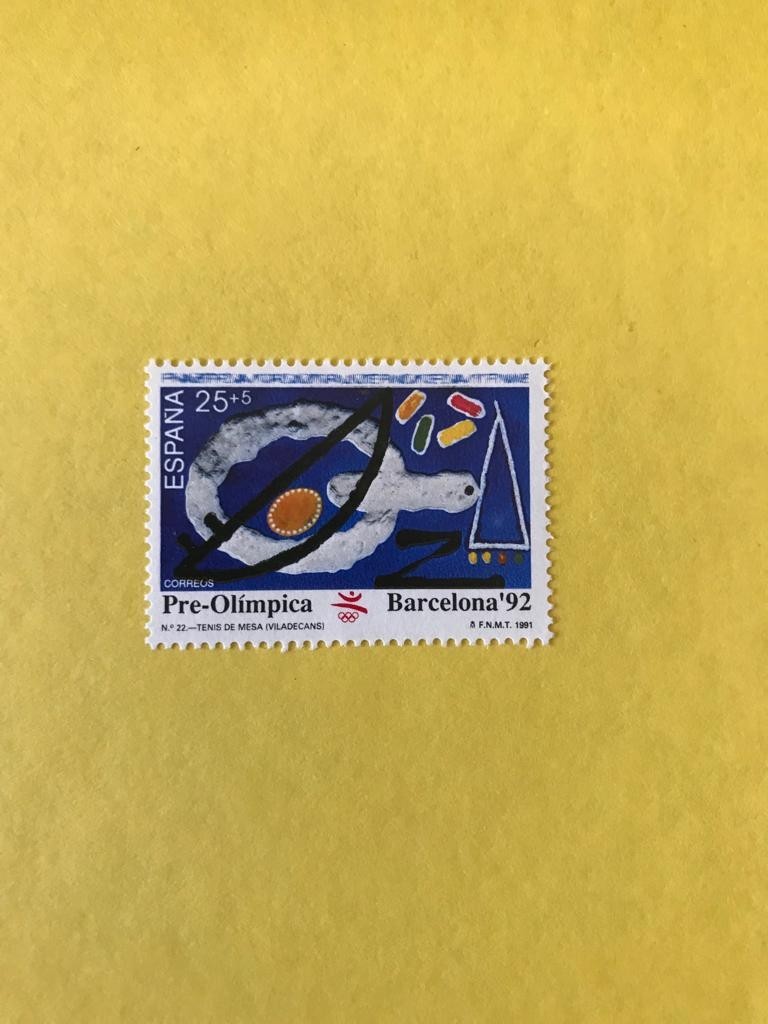 ESPAÑA
25+5
CORREOS
Pre-Olímpica Barcelona'92
N.º 22.—TENIS DE MESA (VILADECANS) F.N.M.T. 1991